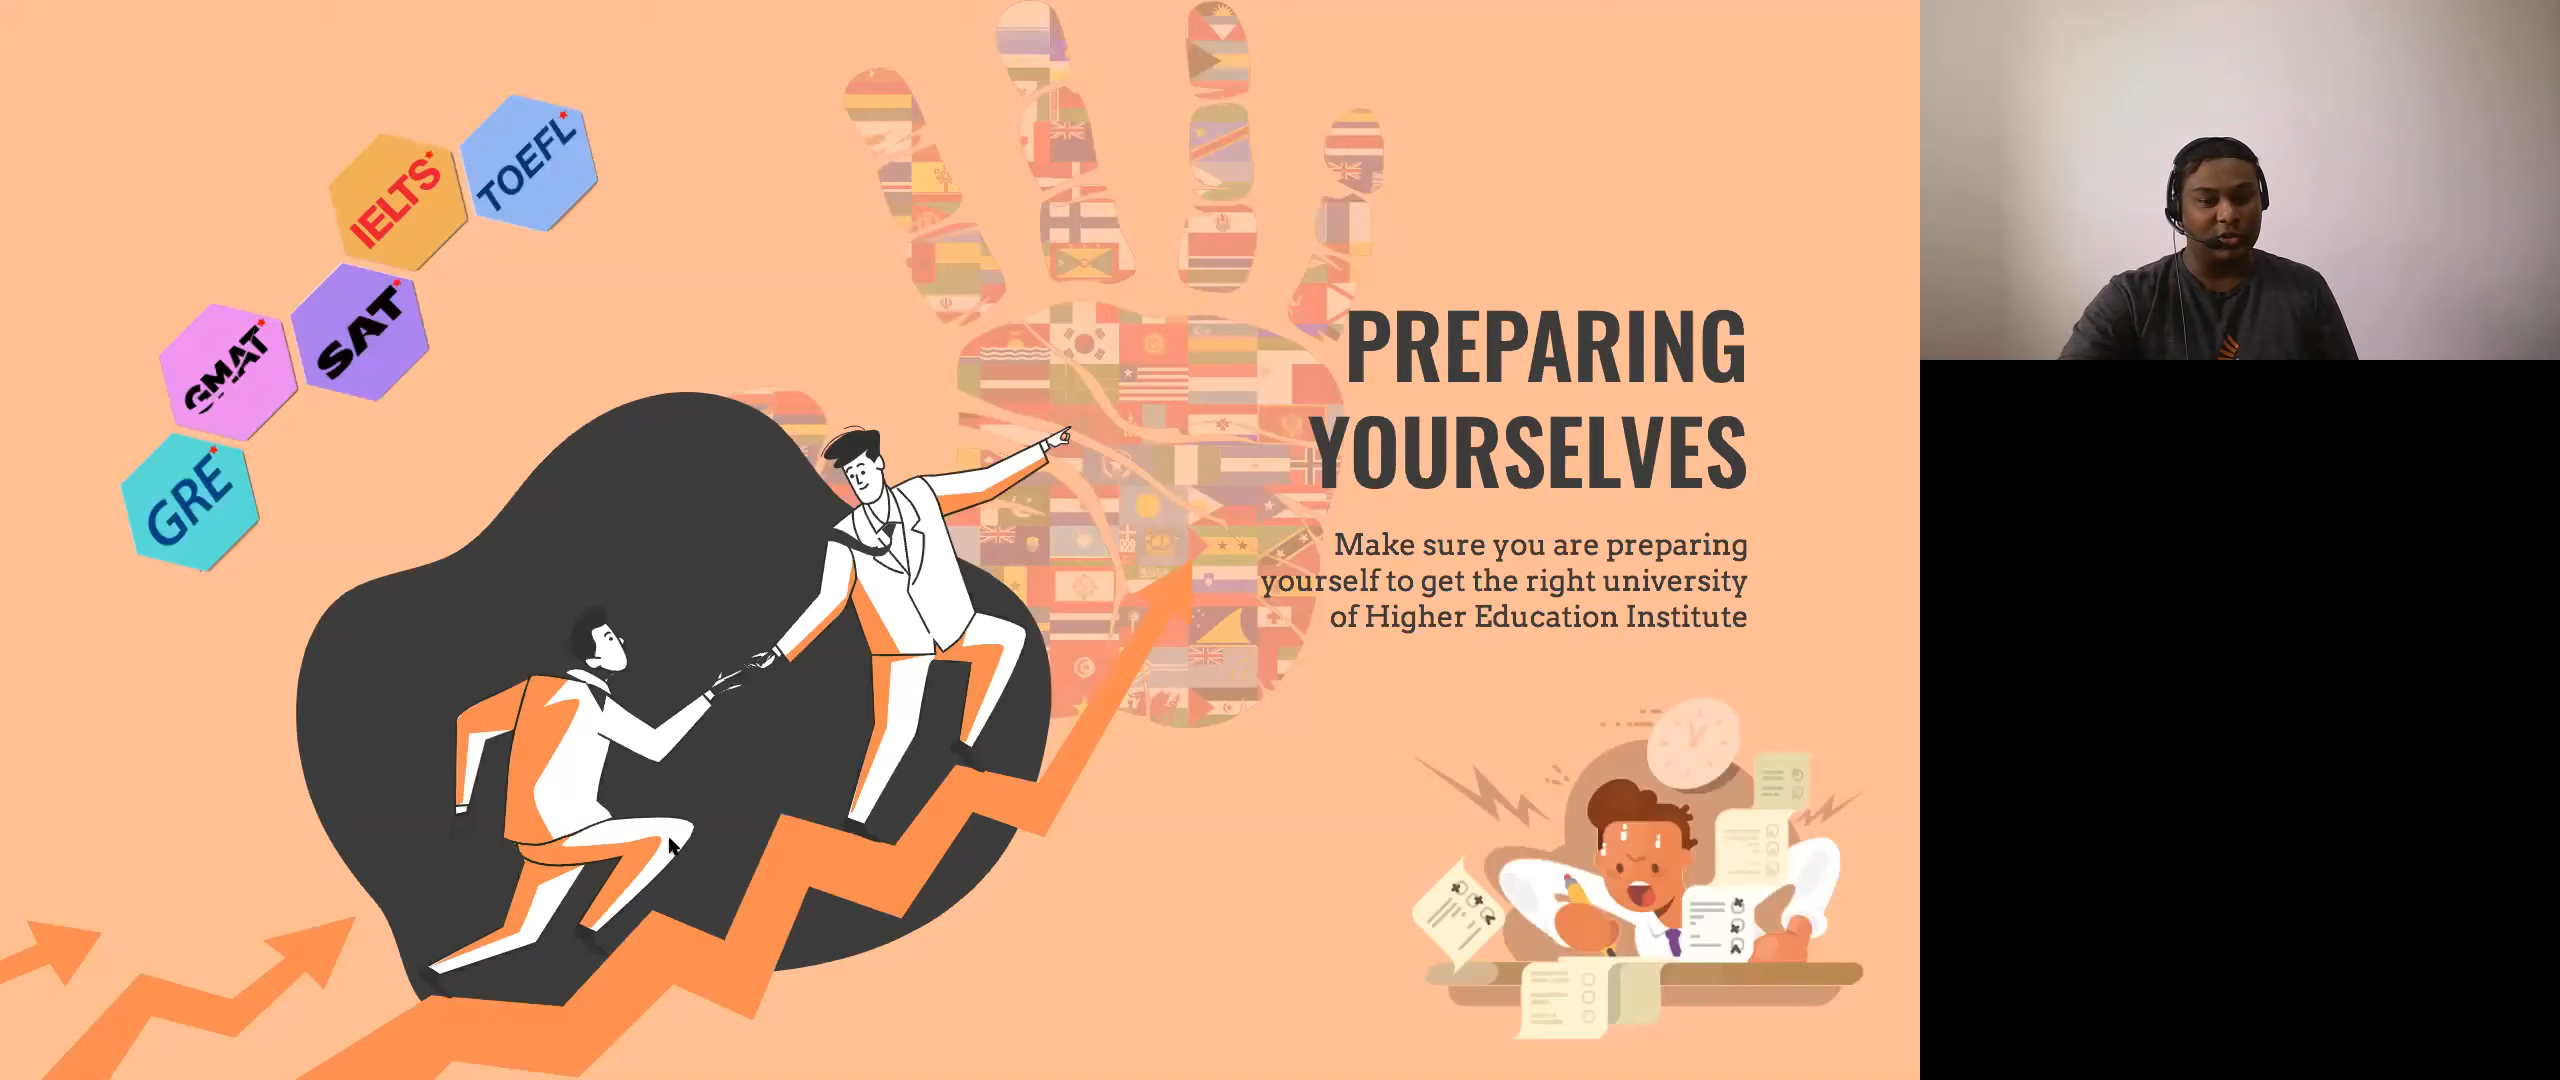 TOEFL
IELTS
SAT
GMAT
GRE
PREPARING
YOURSELVES
Make sure you are preparing
yourself to get the right university
of Higher Education Institute